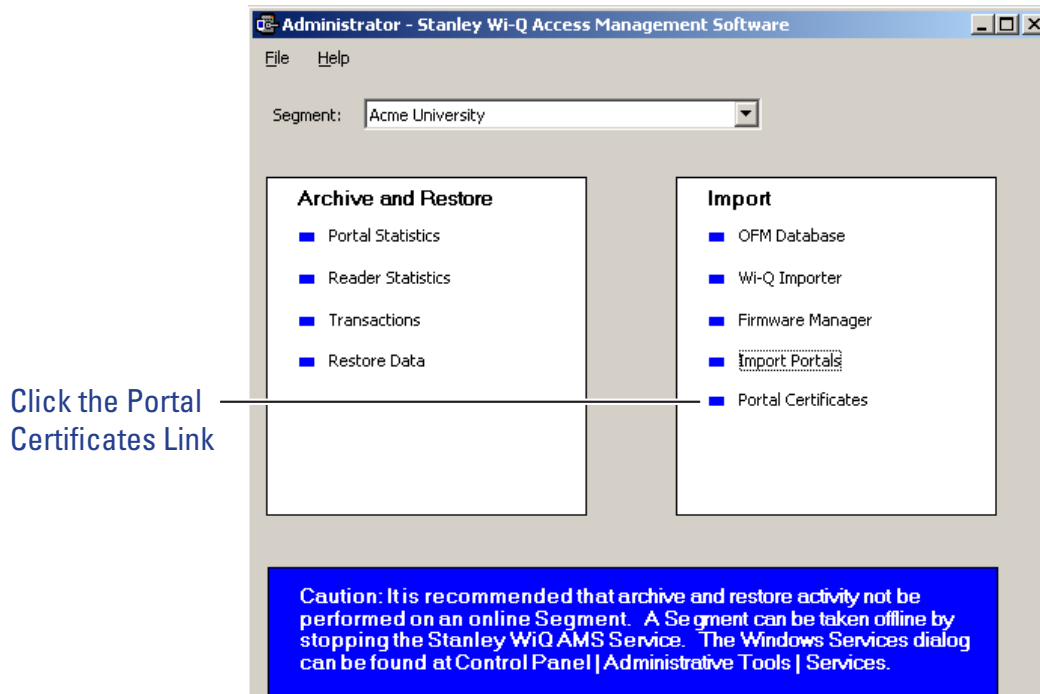 Administrator - Stanley Wi-Q Access Management Software
File Help
Segment: Acme University
Archive and Restore
Portal Statistics
Reader Statistics
Transactions
Restore Data
Import
OFM Database
Wi-Q Importer
Firmware Manager
Import Portals
Portal Certificates
Click the Portal
Certificates Link
Caution: It is recommended that archive and restore activity not be
performed on an online Segment. A Segment can be taken offline by
stopping the Stanley WiQ AMS Service. The Windows Services dialog
can be found at Control Panel | Administrative Tools | Services.